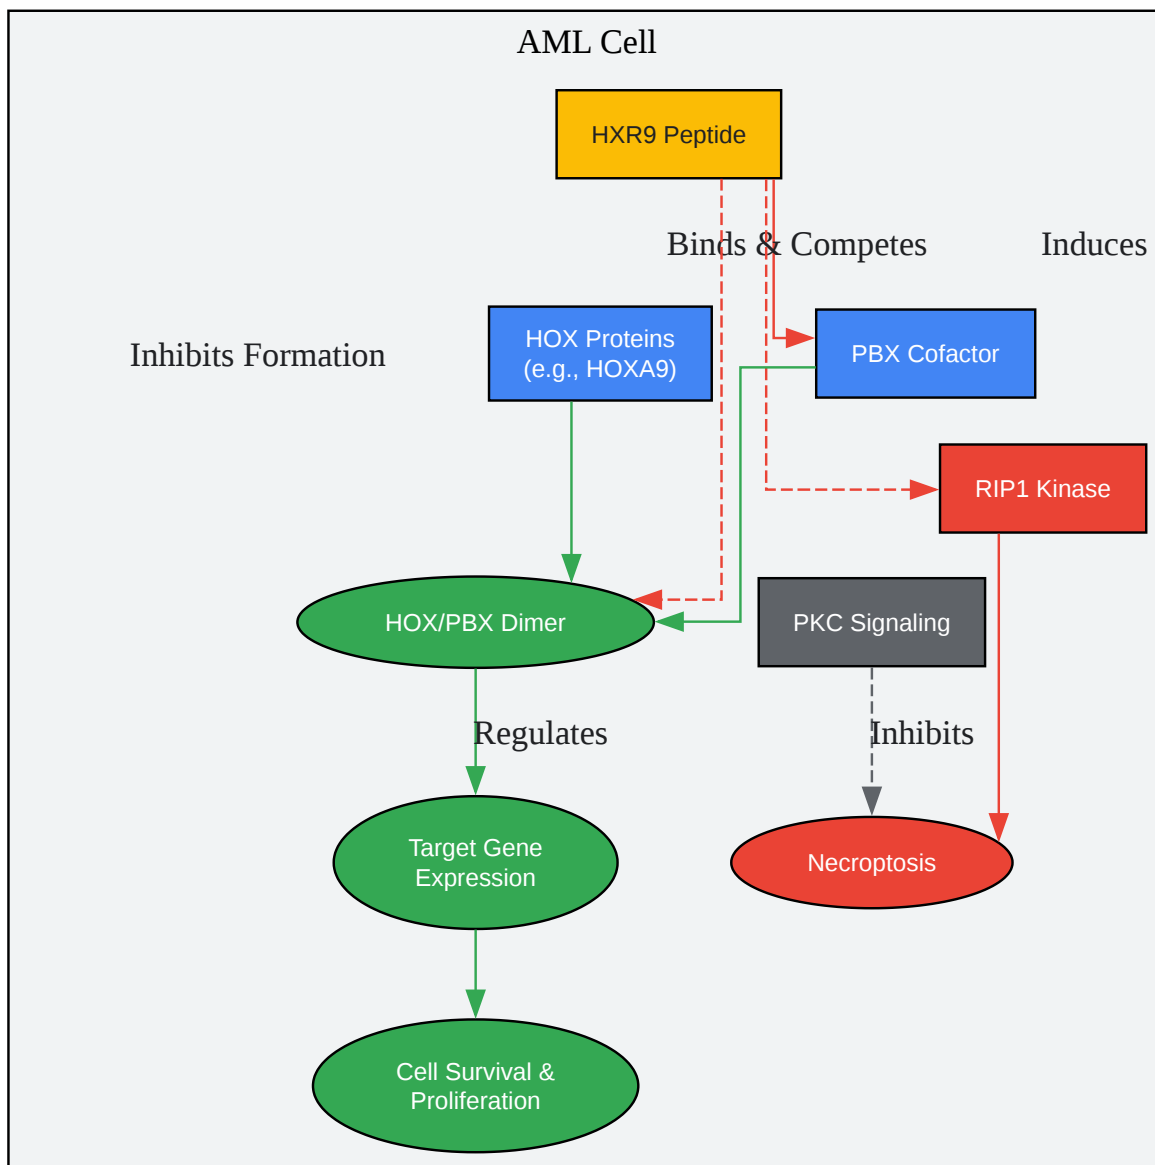 AML Cell
HXR9 Peptide
Binds & Competes
Induces
HOX Proteins
(e.g., HOXA9)
PBX Cofactor
Inhibits Formation
RIP1 Kinase
HOX/PBX Dimer
PKC Signaling
Regulates
Inhibits
Target Gene
Expression
Necroptosis
Cell Survival &
Proliferation